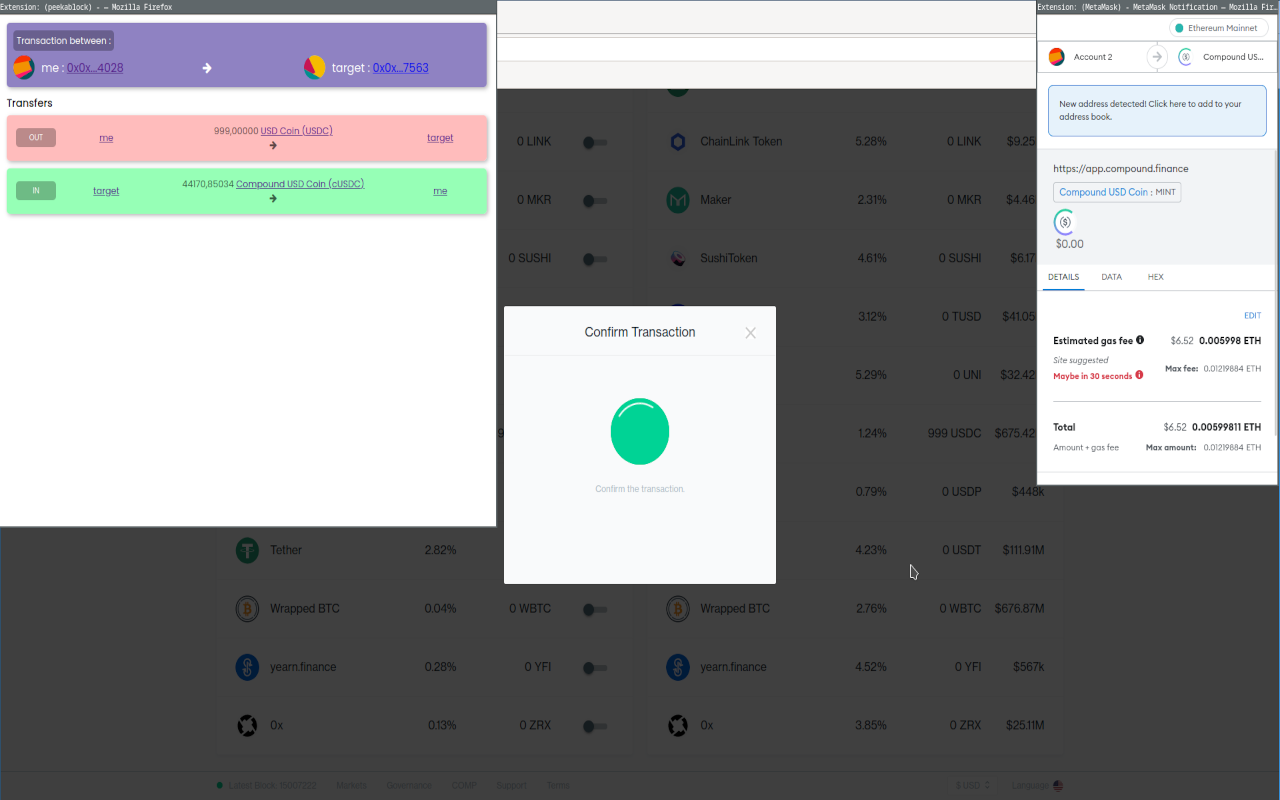 Extension: (peekablock) - — Mozilla Firefox
Transaction between :
me : 0x0x...4028
target : 0x0x...7563
Transfers
OUT me 999,00000 USD Coin (USDC) target
IN target 44170,85034 Compound USD Coin (cUSDC) me
0 LINK
0 MKR
0 SUSHI
9
Tether 2.82%
Wrapped BTC 0.04% 0 WBTC
yearn.finance 0.28% 0 YFI
0x 0.13% 0 ZRX
ChainLink Token 5.28% 0 LINK $9.25
Maker 2.31% 0 MKR $4.46
SushiToken 4.61% 0 SUSHI $6.17
3.12% 0 TUSD $41.05
5.29% 0 UNI $32.42
1.24% 999 USDC $675.42
0.79% 0 USDP $448k
4.23% 0 USDT $111.91M
Wrapped BTC 2.76% 0 WBTC $676.87M
yearn.finance 4.52% 0 YFI $567k
0x 3.85% 0 ZRX $25.11M
Confirm Transaction
Confirm the transaction.
Latest Block: 15007222 Markets Governance COMP Support Terms $ USD Language:
Extension: (MetaMask) - MetaMask Notification — Mozilla Fir…
Ethereum Mainnet
Account 2 Compound US...
New address detected! Click here to add to your
address book.
https://app.compound.finance
Compound USD Coin : MINT
$0.00
DETAILS DATA HEX
EDIT
Estimated gas fee $6.52 0.005998 ETH
Site suggested
Maybe in 30 seconds Max fee: 0.01219884 ETH
Total $6.52 0.00599811 ETH
Amount + gas fee Max amount: 0.01219884 ETH